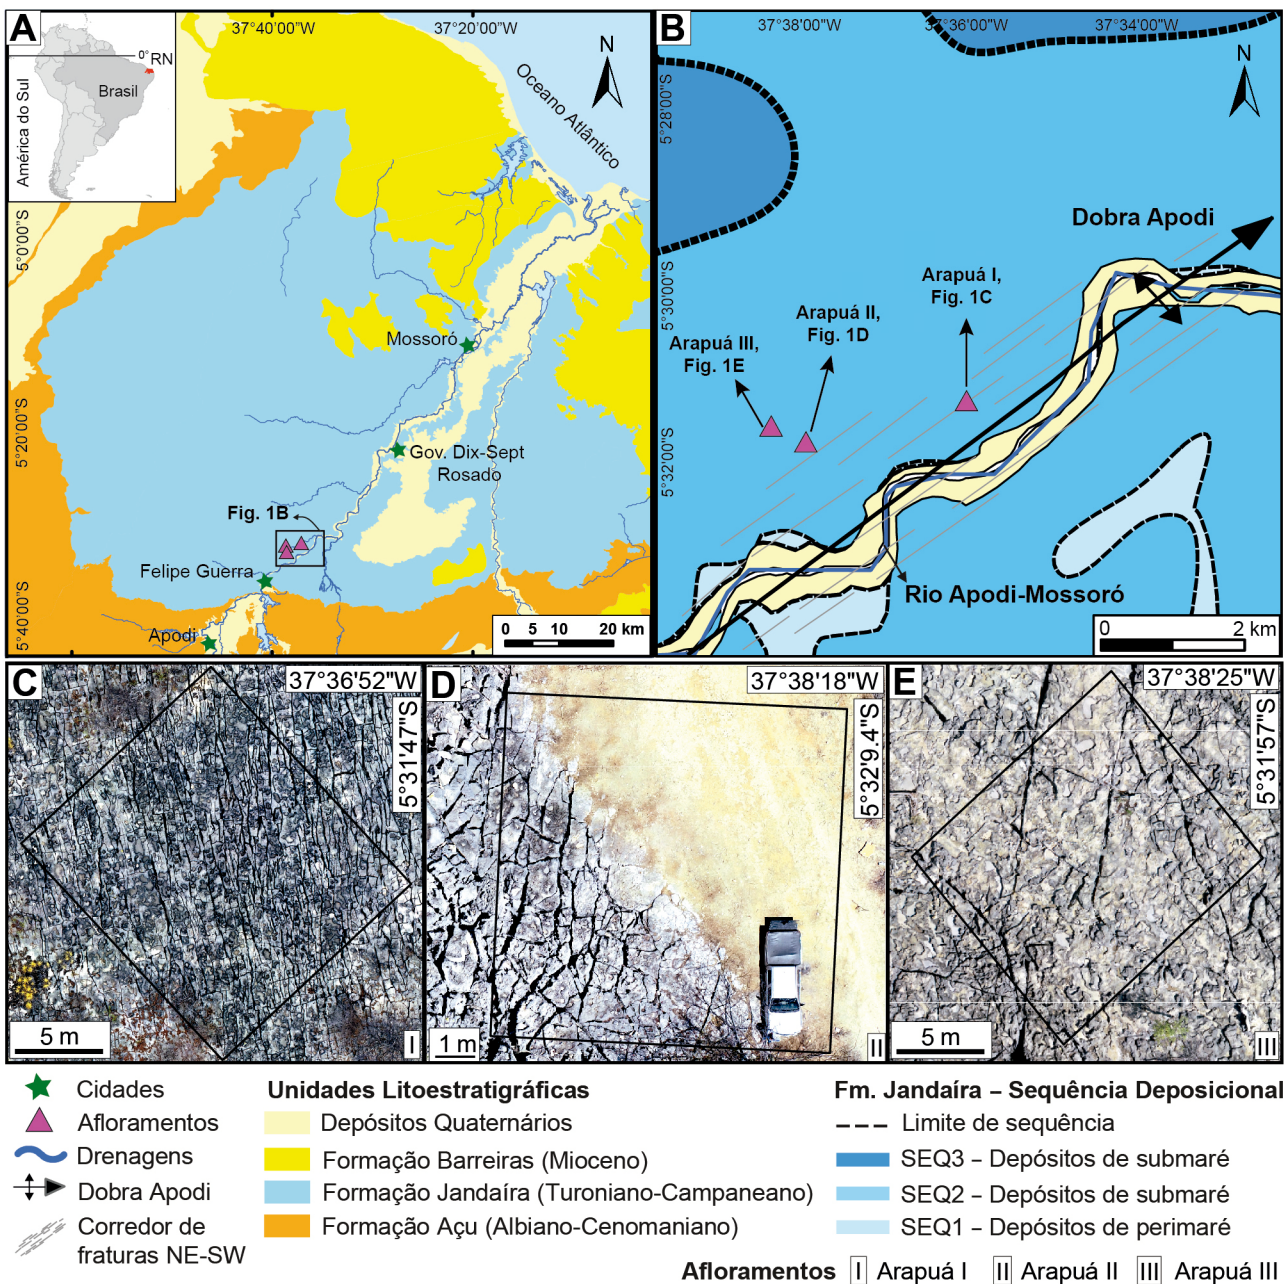 A
37°40'00"W
37°20'00"W
América do Sul
Brasil
0°
RN
N
Oceano Atlântico
5°0'00"S
5°20'00"S
5°40'00"S
Mossoró
Gov. Dix-Sept
Rosado
Fig. 1B
Felipe Guerra
Apodi
0 5 10 20 km
B
37°38'00"W
37°36'00"W
37°34'00"W
N
5°28'00"S
5°30'00"S
5°32'00"S
Dobra Apodi
Arapuá I,
Fig. 1C
Arapuá II,
Fig. 1D
Arapuá III,
Fig. 1E
Rio Apodi-Mossoró
0 2 km
C
37°36'52"W
5°31'47"S
5 m
I
D
37°38'18"W
5°32'9.4"S
1 m
II
E
37°38'25"W
5°31'57"S
5 m
III
Cidades
Afloramentos
Drenagens
Dobra Apodi
Corredor de
fraturas NE-SW
Unidades Litoestratigráficas
Depósitos Quaternários
Formação Barreiras (Mioceno)
Formação Jandaíra (Turoniano-Campaneano)
Formação Açu (Albiano-Cenomaniano)
Fm. Jandaíra – Sequência Deposicional
Limite de sequência
SEQ3 – Depósitos de submaré
SEQ2 – Depósitos de submaré
SEQ1 – Depósitos de perimaré
Afloramentos I Arapuá I II Arapuá II III Arapuá III